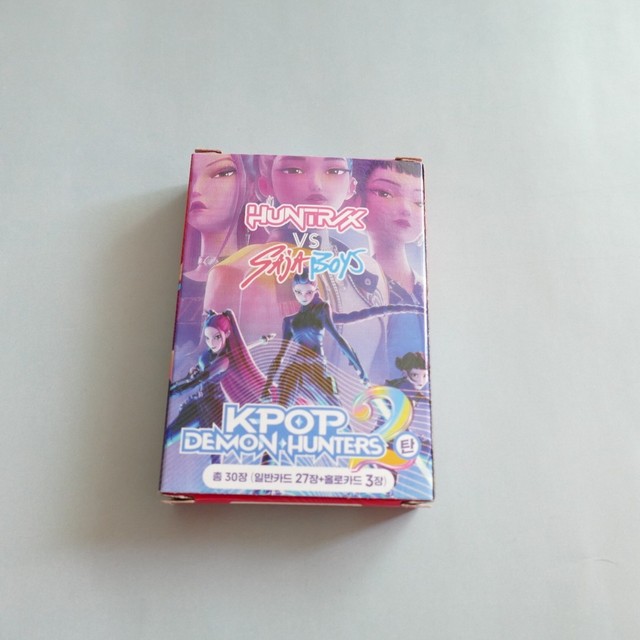 HUNTR/X
VS
SAJA BOYS
KPOP
DEMON HUNTERS 2탄
총 30장 (일반카드 27장+홀로카드 3장)